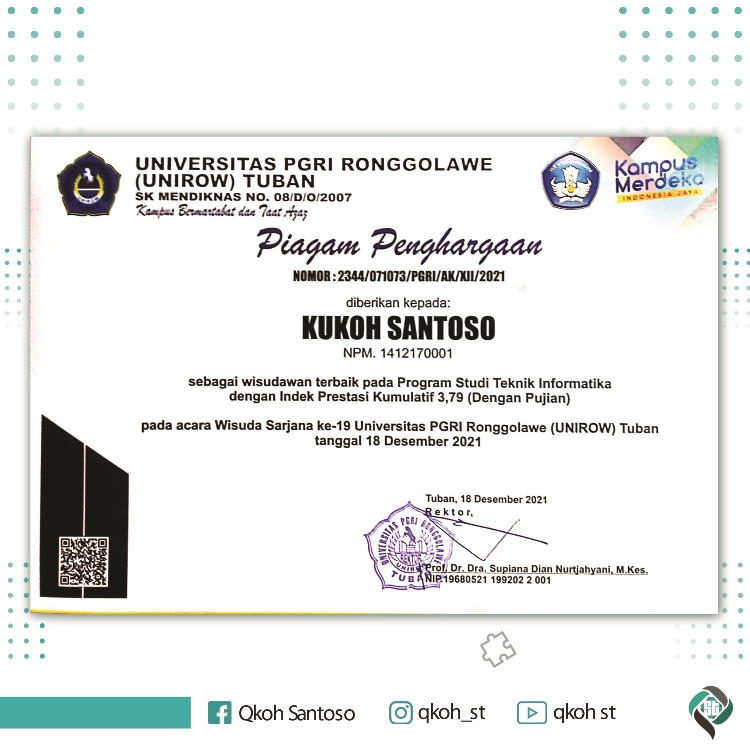 UNIVERSITAS PGRI RONGGOLAWE
(UNIROW) TUBAN
SK MENDIKNAS NO. 08/D/O/2007
Kampus Bermartabat dan Taat Azaz
Kampus
Merdeka
INDONESIA JAYA
Piagam Penghargaan
NOMOR : 2344/071073/PGRI/AK/XII/2021
diberikan kepada:
KUKOH SANTOSO
NPM. 1412170001
sebagai wisudawan terbaik pada Program Studi Teknik Informatika
dengan Indek Prestasi Kumulatif 3,79 (Dengan Pujian)
pada acara Wisuda Sarjana ke-19 Universitas PGRI Ronggolawe (UNIROW) Tuban
tanggal 18 Desember 2021
Tuban, 18 Desember 2021
Rektor,
UNIVERSITAS PGRI RONGGOLAWE
REKTOR
UNIROW
TUBAN
Prof. Dr. Dra. Supiana Dian Nurtjahyani, M.Kes.
NIP.19680521 199202 2 001
Qkoh Santoso
qkoh_st
qkoh st